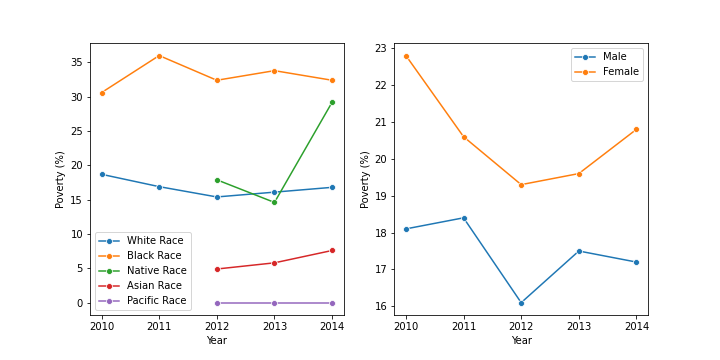 35
30
25
20
15
10
5
0
Poverty (%)
White Race
Black Race
Native Race
Asian Race
Pacific Race
2010 2011 2012 2013 2014
Year
23
22
21
20
19
18
17
16
Poverty (%)
Male
Female
2010 2011 2012 2013 2014
Year